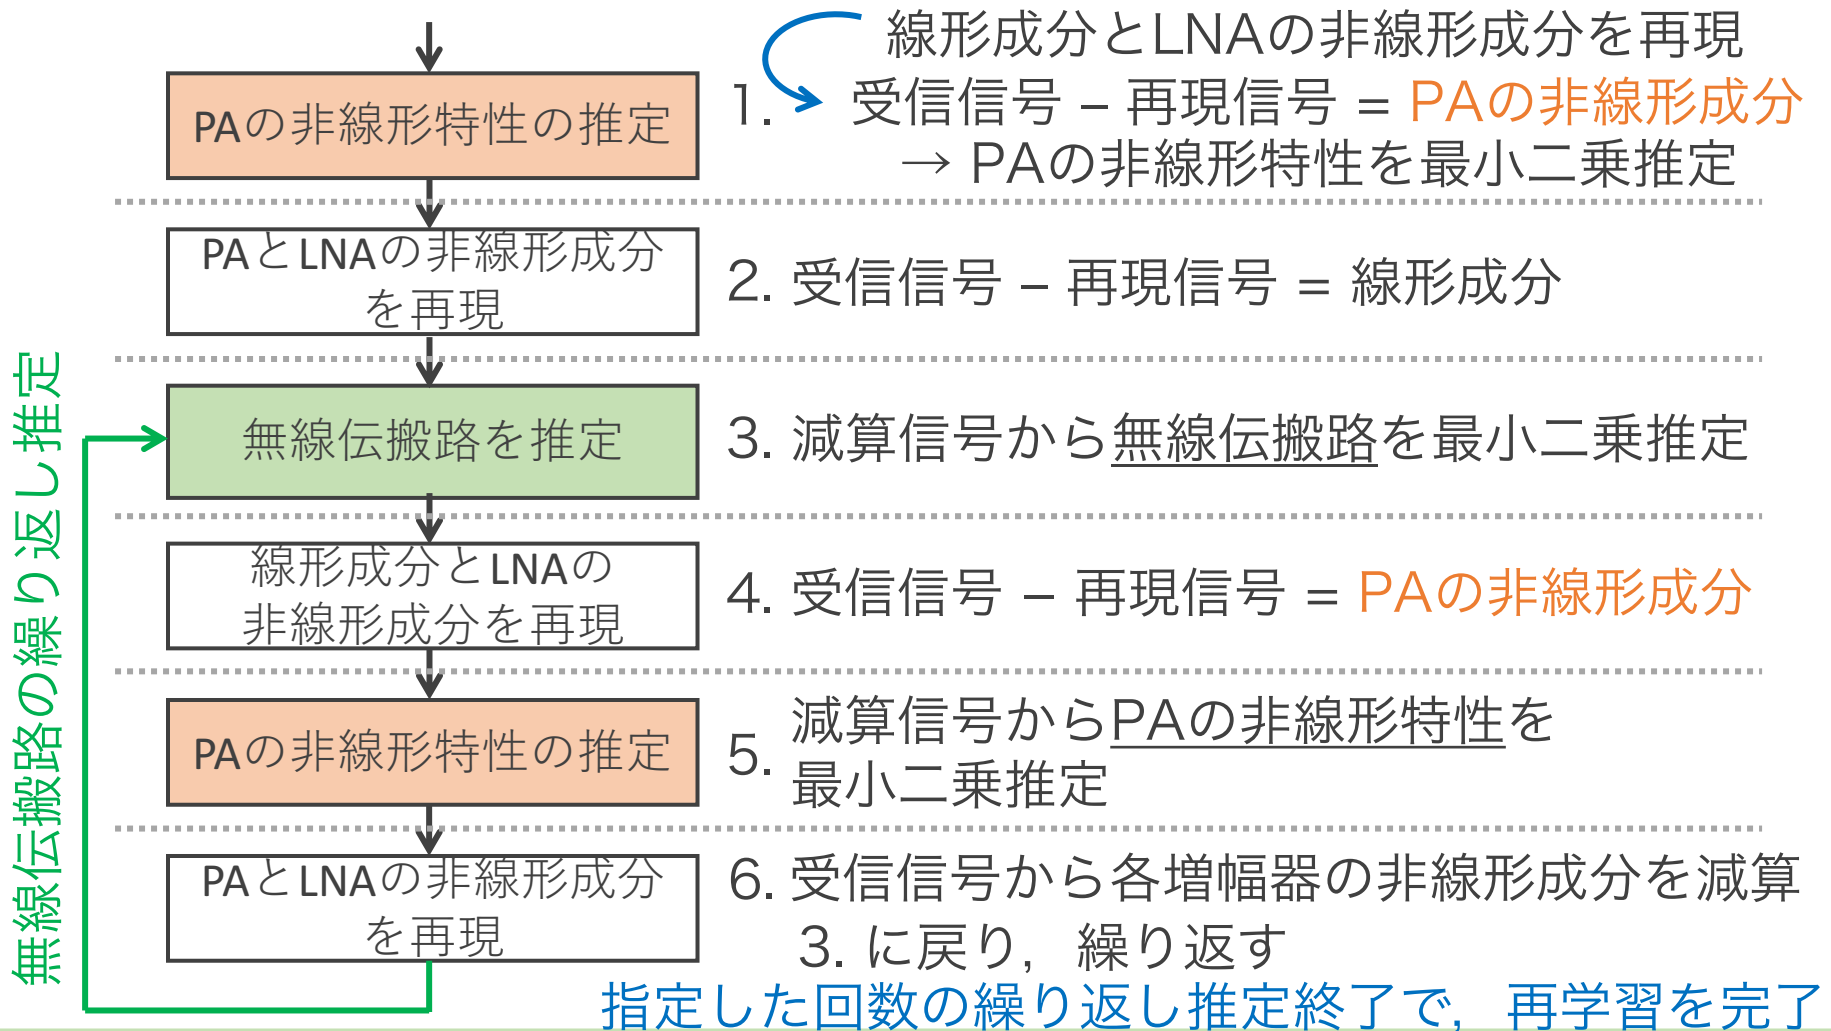 線形成分とLNAの非線形成分を再現
PAの非線形特性の推定
1. 受信信号 – 再現信号 = PAの非線形成分
→ PAの非線形特性を最小二乗推定
PAとLNAの非線形成分
を再現
2. 受信信号 – 再現信号 = 線形成分
無線伝搬路の繰り返し推定
無線伝搬路を推定
3. 減算信号から無線伝搬路を最小二乗推定
線形成分とLNAの
非線形成分を再現
4. 受信信号 – 再現信号 = PAの非線形成分
PAの非線形特性の推定
5. 減算信号からPAの非線形特性を
最小二乗推定
PAとLNAの非線形成分
を再現
6. 受信信号から各増幅器の非線形成分を減算
3. に戻り，繰り返す
指定した回数の繰り返し推定終了で，再学習を完了